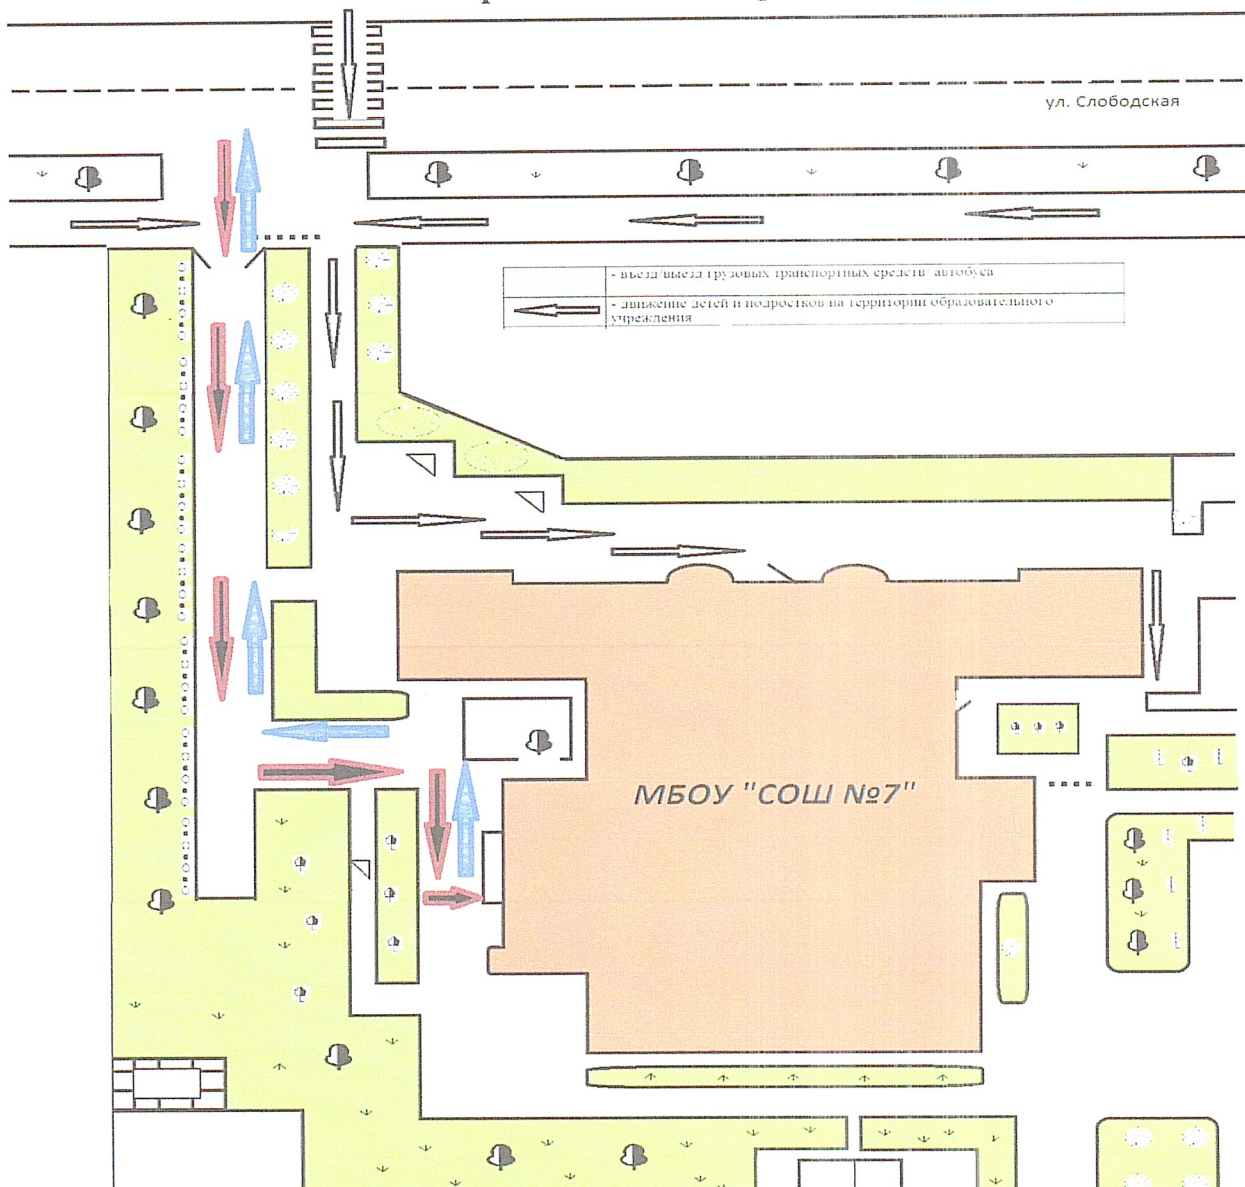 ул. Слободская
- въезд/выезд грузовых транспортных средств/ автобуса
- движение детей и подростков на территории образовательного
учреждения
МБОУ "СОШ №7"